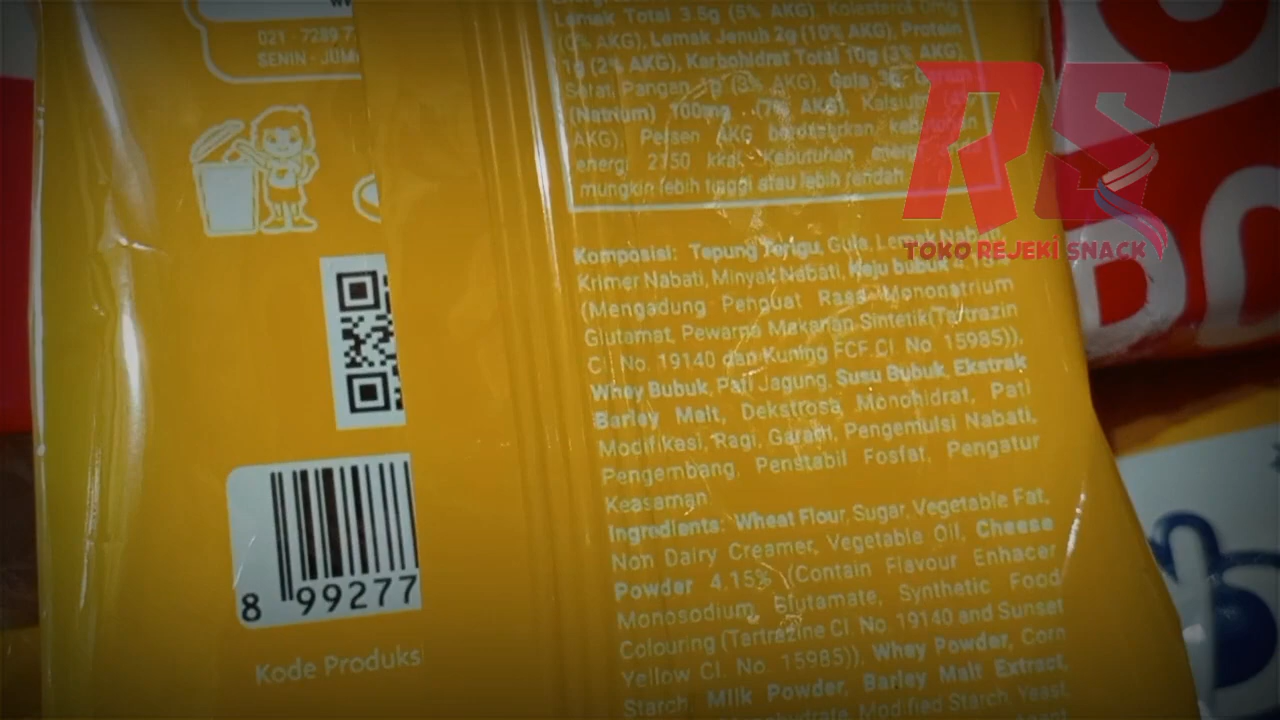 021 - 7289 7
SENIN - JUM
Lemak Total 3.5g (5% AKG), Kolesterol 0mg
(0% AKG), Lemak Jenuh 2g (10% AKG), Protein
1g (2% AKG), Karbohidrat Total 10g (3% AKG),
Serat Pangan 1g (3% AKG), Gula 3g, Garam
(Natrium) 100mg (7% AKG), Kalsium
AKG), Persen AKG berdasarkan kebutuhan
energi 2150 kkal. Kebutuhan energi
mungkin lebih tinggi atau lebih rendah
Komposisi: Tepung Terigu, Gula, Lemak Nabati,
Krimer Nabati, Minyak Nabati, Keju bubuk
(Mengadung Penguat Rasa Mononatrium
Glutamat, Pewarna Makanan Sintetik(Tartrazin
CI. No. 19140 dan Kuning FCF CI. No 15985)),
Whey Bubuk, Pati Jagung, Susu Bubuk, Ekstrak
Barley Malt, Dekstrosa Monohidrat, Pati
Modifikasi, Ragi, Garam, Pengemulsi Nabati,
Pengembang, Penstabil Fosfat, Pengatur
Keasaman
Ingredients: Wheat Flour, Sugar, Vegetable Fat,
Non Dairy Creamer, Vegetable Oil, Cheese
Powder 4.15% (Contain Flavour Enhacer
Monosodium Glutamate, Synthetic Food
Colouring (Tartrazine CI. No. 19140 and Sunset
Yellow CI. No. 15985)), Whey Powder, Corn
Starch, Milk Powder, Barley Malt Extract,
Modified Starch, Yeast,
8 99277
Kode Produks
RS
TOKO REJEKI SNACK